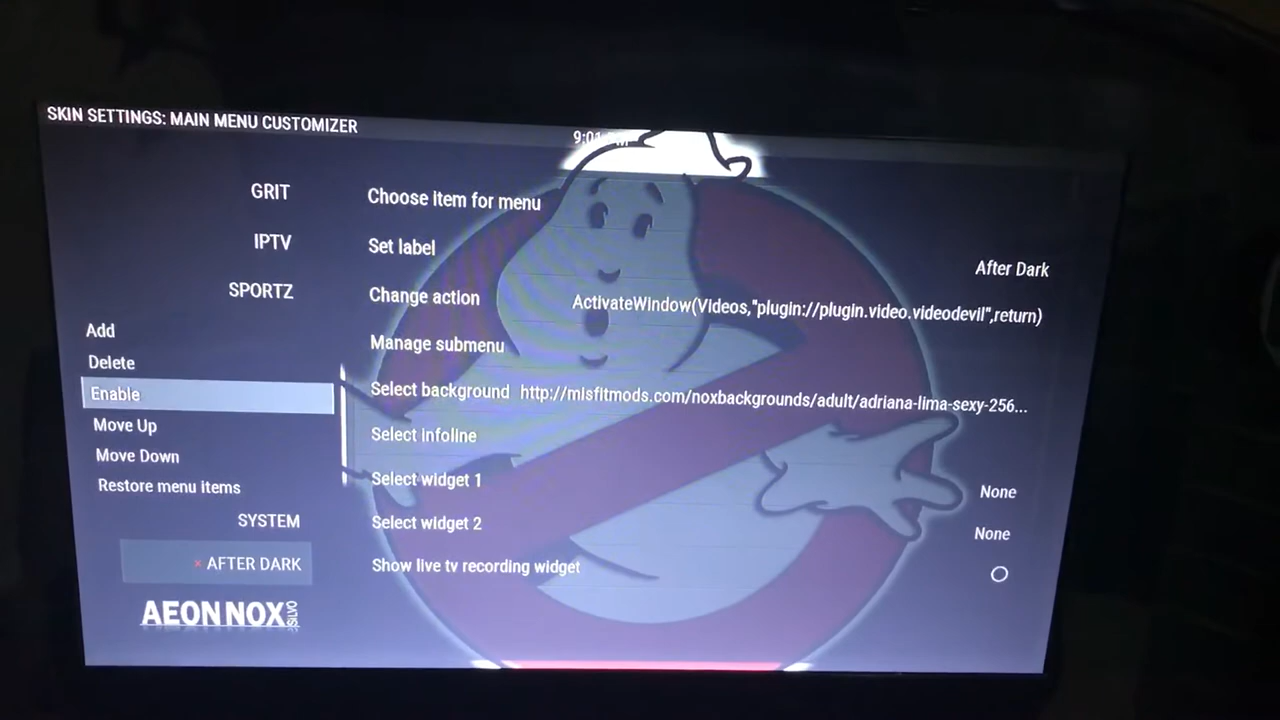 SKIN SETTINGS: MAIN MENU CUSTOMIZER
GRIT
IPTV
SPORTZ
Add
Delete
Enable
Move Up
Move Down
Restore menu items
SYSTEM
× AFTER DARK
AEON NOX SILVO
Choose item for menu
Set label After Dark
Change action ActivateWindow(Videos,"plugin://plugin.video.videodevil",return)
Manage submenu
Select background http://misfitmods.com/noxbackgrounds/adult/adriana-lima-sexy-256...
Select infoline
Select widget 1 None
Select widget 2 None
Show live tv recording widget